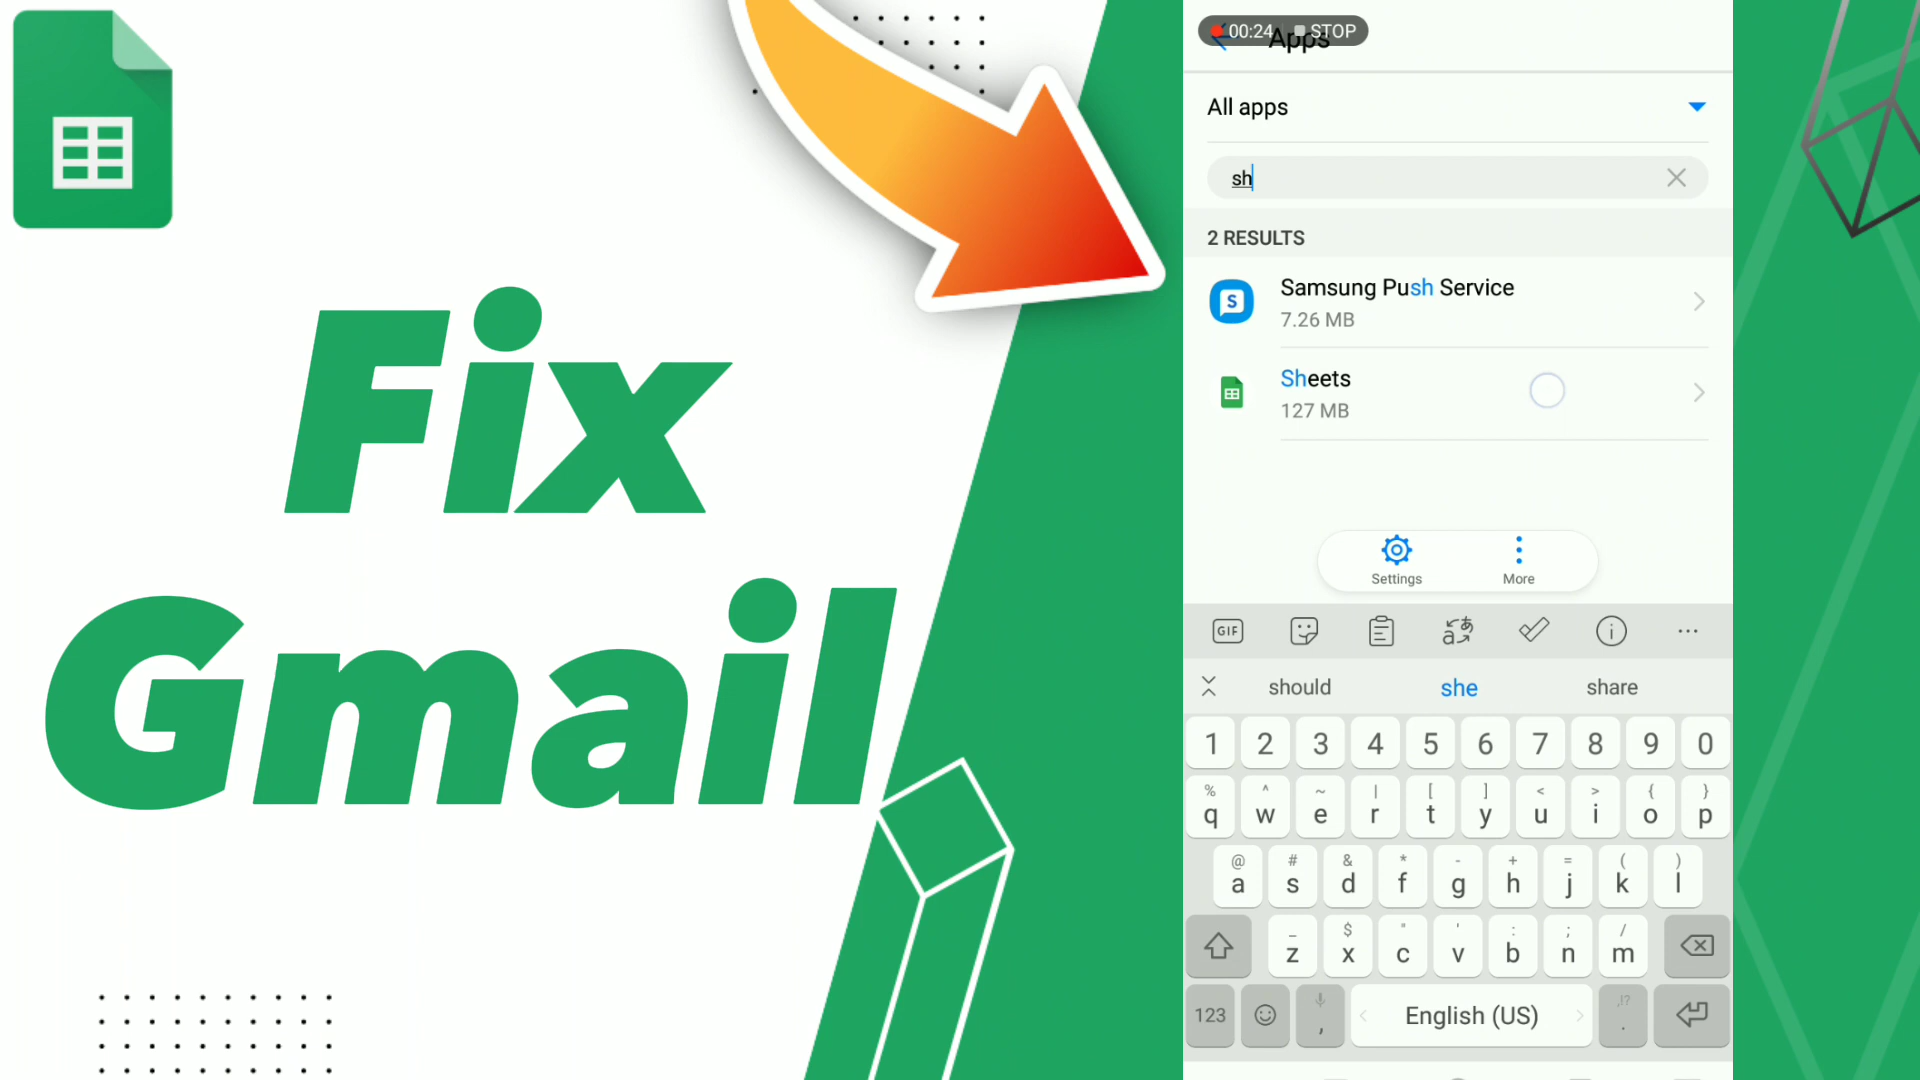 Fix
Gmail
00:24 STOP
Apps
All apps
sh
2 RESULTS
S
Samsung Push Service
7.26 MB
Sheets
127 MB
Settings
More
GIF
aあ
should she share
1 2 3 4 5 6 7 8 9 0
% ^ ~ | [ ] < > { }
q w e r t y u i o p
@ # & * - + = ( )
a s d f g h j k l
_ $ " ' : ; /
z x c v b n m
,!?
123 , < English (US) > .